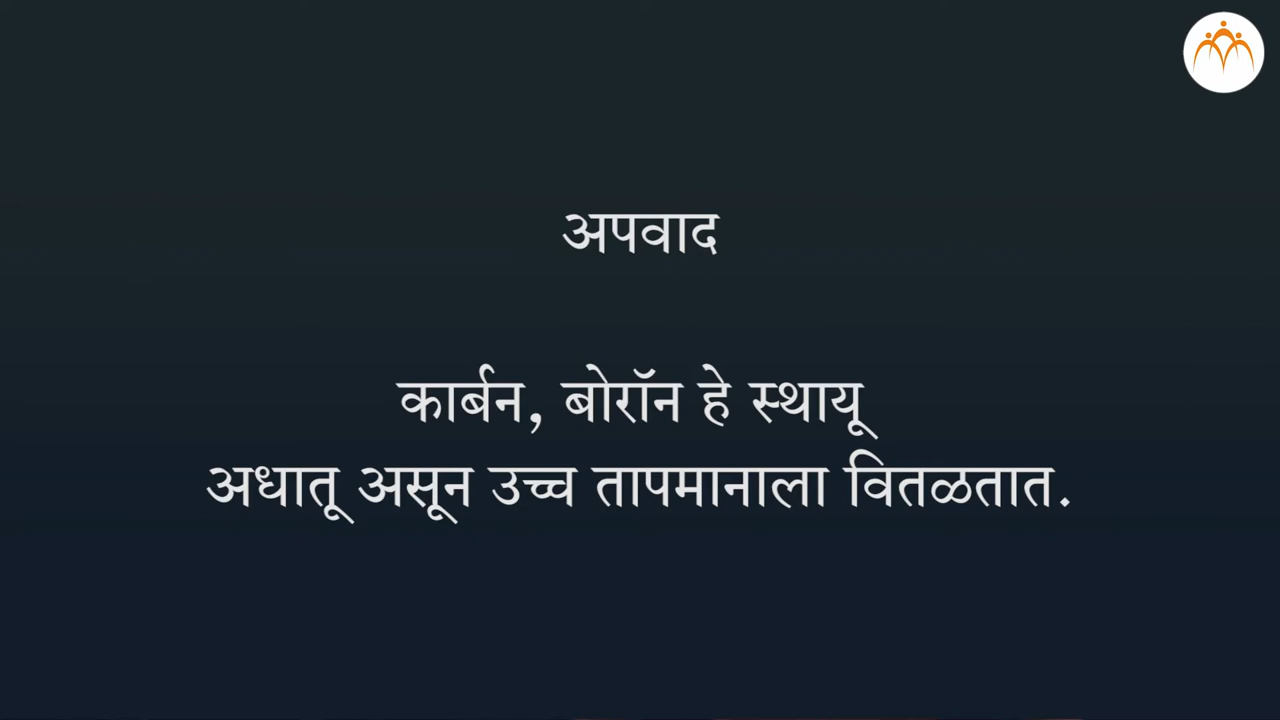 अपवाद
कार्बन, बोरॉन हे स्थायू
अधातू असून उच्च तापमानाला वितळतात.